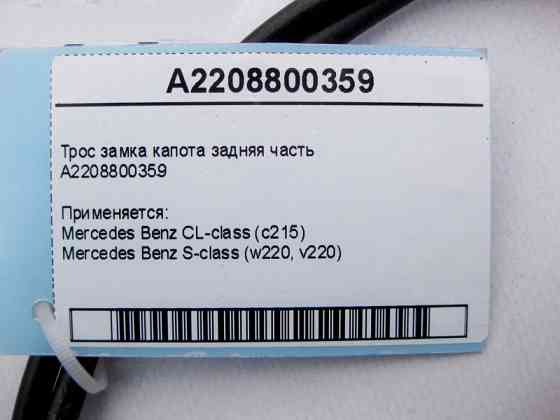 A2208800359
Трос замка капота задняя часть
A2208800359
Применяется:
Mercedes Benz CL-class (c215)
Mercedes Benz S-class (w220, v220)